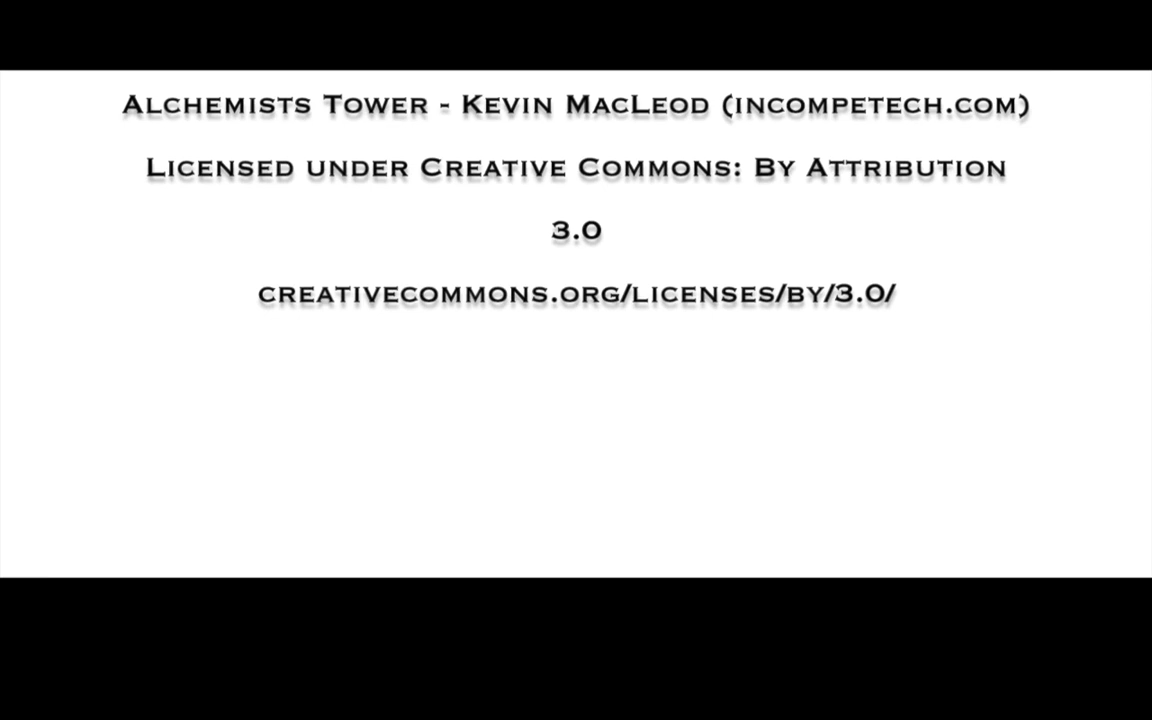 Alchemists Tower - Kevin MacLeod (incompetech.com)
Licensed under Creative Commons: By Attribution
3.0
creativecommons.org/licenses/by/3.0/